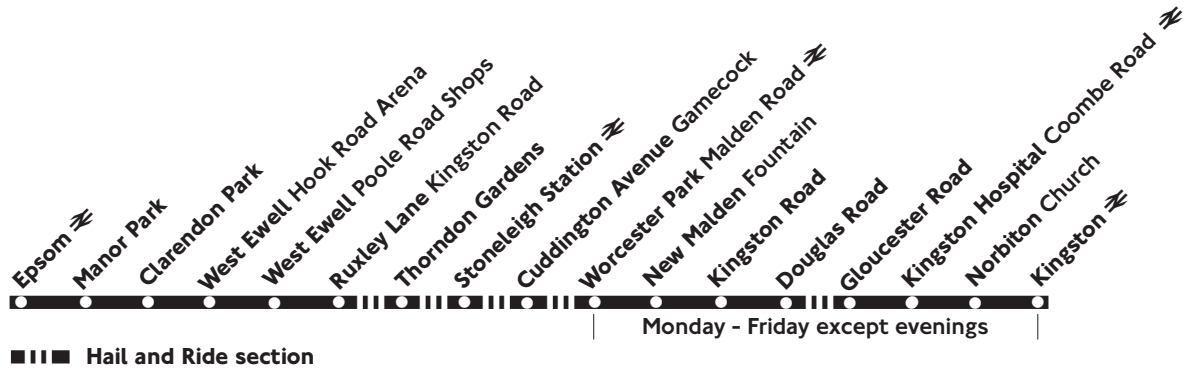 Epsom
Manor Park
Clarendon Park
West Ewell Hook Road Arena
West Ewell Poole Road Shops
Ruxley Lane Kingston Road
Thorndon Gardens
Stoneleigh Station
Cuddington Avenue Gamecock
Worcester Park Malden Road
New Malden Fountain
Kingston Road
Douglas Road
Gloucester Road
Kingston Hospital Coombe Road
Norbiton Church
Kingston
Monday - Friday except evenings
Hail and Ride section